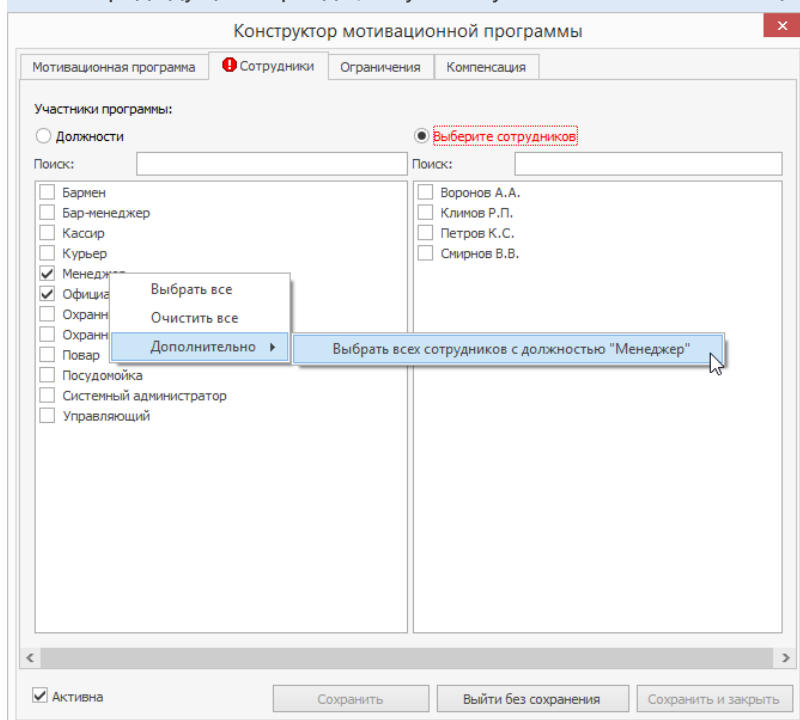 Конструктор мотивационной программы
Мотивационная программа Сотрудники Ограничения Компенсация
Участники программы:
Должности Выберите сотрудников
Поиск: Поиск:
Бармен
Бар-менеджер
Кассир
Курьер
Менеджер
Официа
Охранн
Охранн
Повар
Посудомойка
Системный администратор
Управляющий
Воронов А.А.
Климов Р.П.
Петров К.С.
Смирнов В.В.
Выбрать все
Очистить все
Дополнительно
Выбрать всех сотрудников с должностью "Менеджер"
Активна Сохранить Выйти без сохранения Сохранить и закрыть